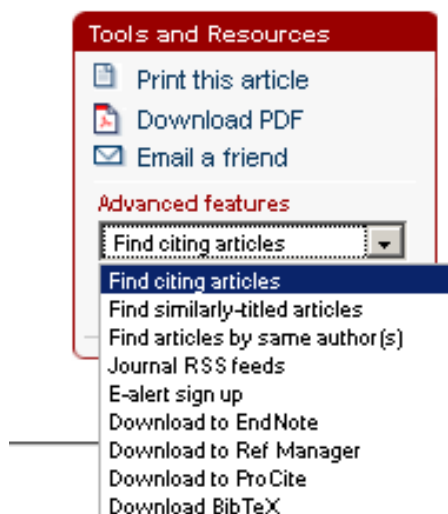 Tools and Resources
Print this article
Download PDF
Email a friend
Advanced features
Find citing articles
Find citing articles
Find similarly-titled articles
Find articles by same author(s)
Journal RSS feeds
E-alert sign up
Download to EndNote
Download to Ref Manager
Download to ProCite
Download BibTeX